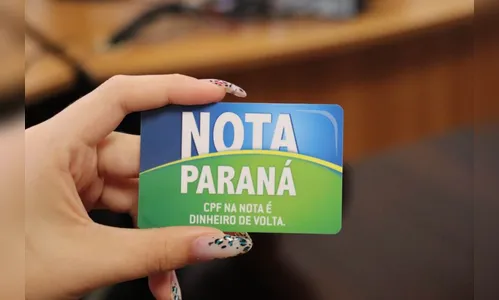 NOTA
PARANÁ
CPF NA NOTA É
DINHEIRO DE VOLTA.